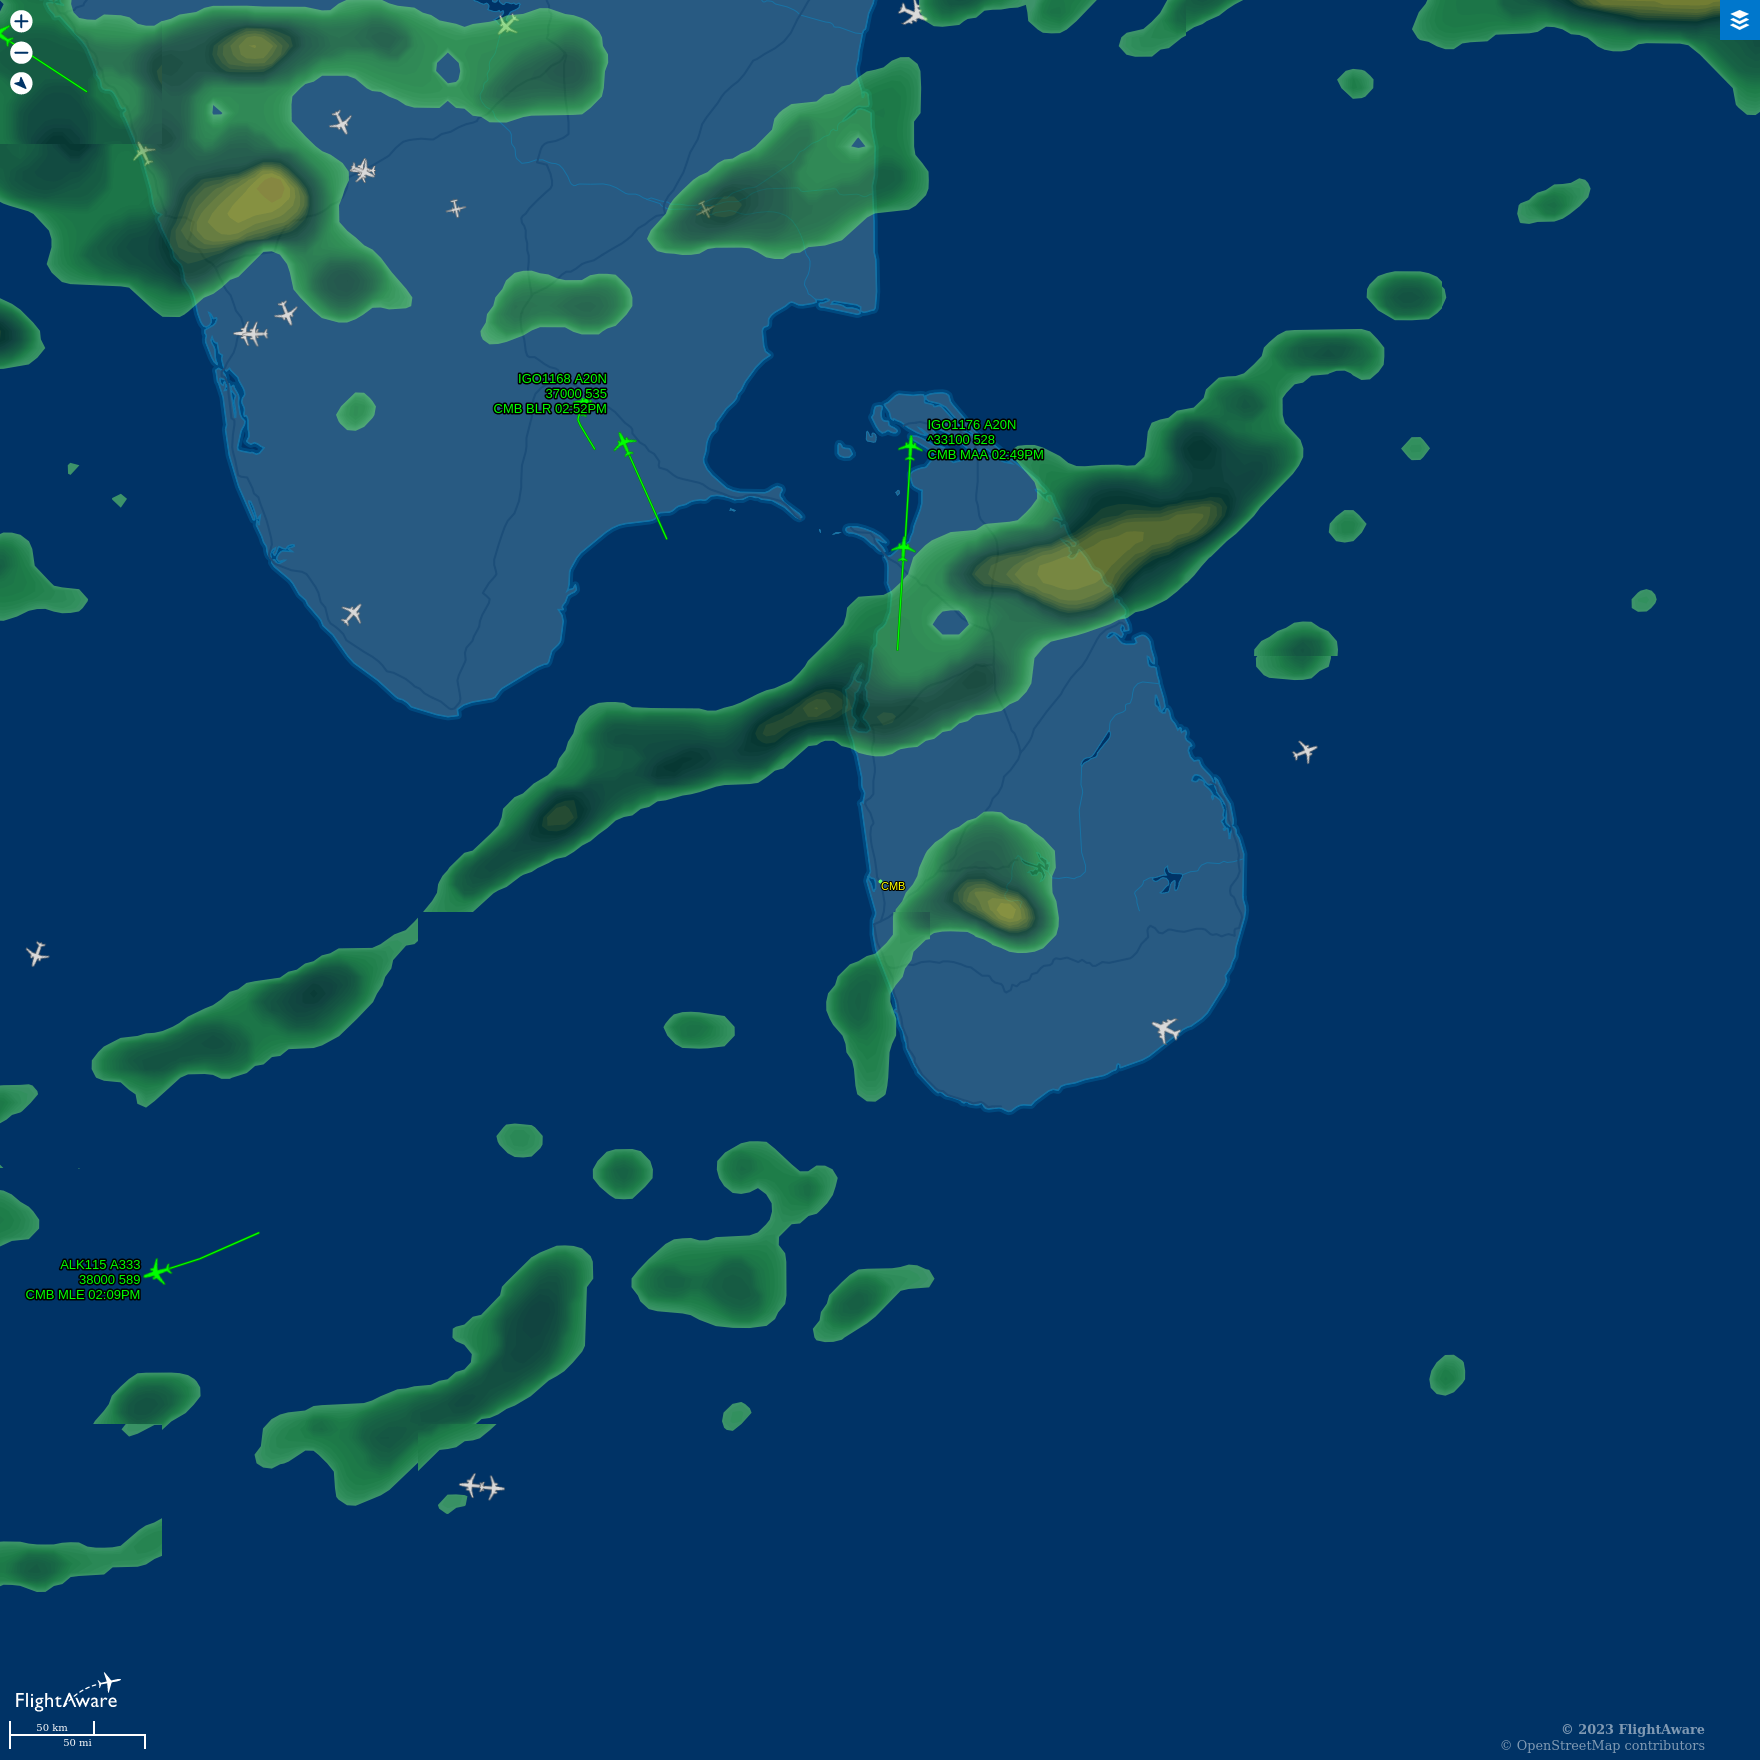 IGO1168 A20N
37000 535
CMB BLR 02:52PM
IGO1176 A20N
^33100 528
CMB MAA 02:49PM
CMB
ALK115 A333
38000 589
CMB MLE 02:09PM
FlightAware
50 km
50 mi
© 2023 FlightAware
© OpenStreetMap contributors